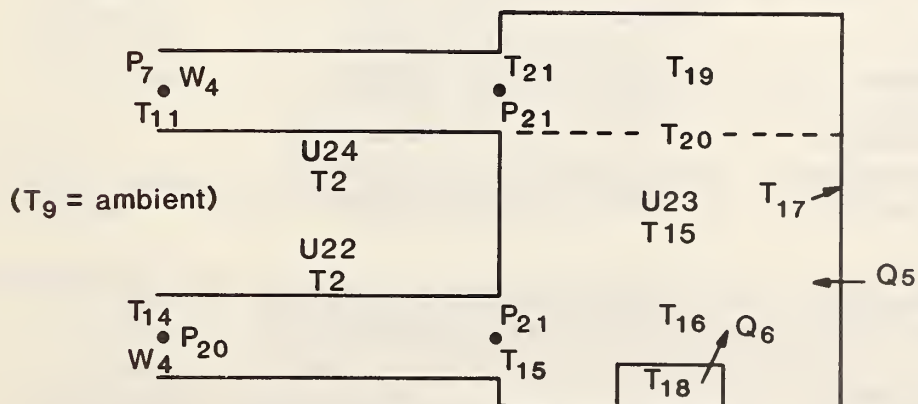 P7 W4
T11
T21
P21
T19
T20
U24
T2
(T9 = ambient)
U23
T15
T17
U22
T2
Q5
T14
P20
W4
P21
T15
T16
Q6
T18